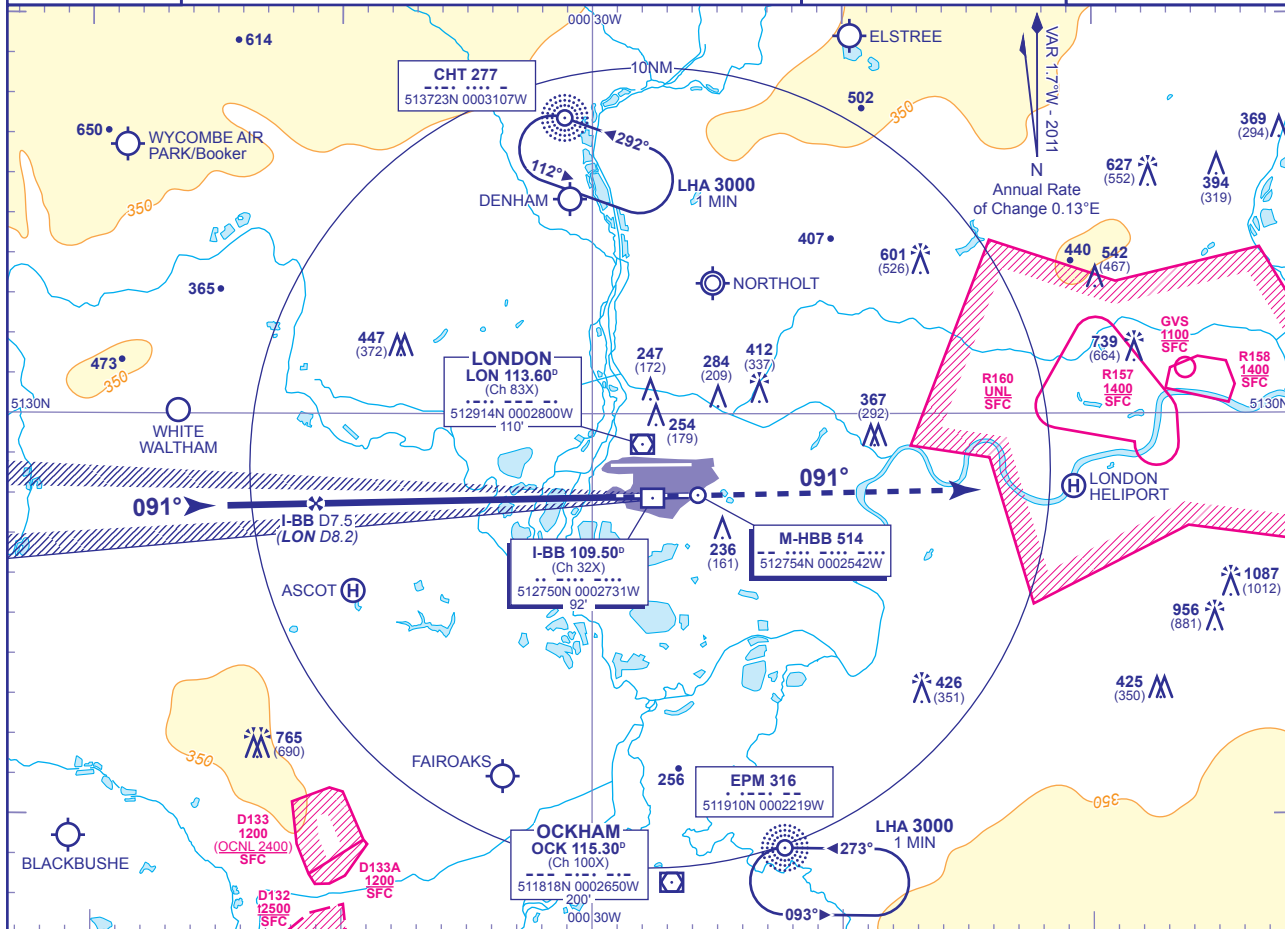 000 30W
614
ELSTREE
10NM
VAR 1.7°W - 2011
N
Annual Rate
of Change 0.13°E
CHT 277
-·-· ···· -
513723N 0003107W
502
350
650
WYCOMBE AIR
PARK/Booker
292°
112°
LHA 3000
1 MIN
DENHAM
369
(294)
627
(552)
394
(319)
350
407
601
(526)
440
542
(467)
365
NORTHOLT
447
(372)
473
350
LONDON
LON 113.60ᴰ
(Ch 83X)
·-·· --- -·
512914N 0002800W
110'
247
(172)
284
(209)
412
(337)
254
(179)
367
(292)
739
(664)
GVS
1100
SFC
R160
UNL
SFC
R157
1400
SFC
R158
1400
SFC
5130N
5130N
WHITE
WALTHAM
091°
091°
I-BB D7.5
(LON D8.2)
H
LONDON
HELIPORT
I-BB 109.50ᴰ
(Ch 32X)
·· -··· -···
512750N 0002731W
92'
236
(161)
M-HBB 514
-- ···· -··· -···
512754N 0002542W
ASCOT
H
1087
(1012)
956
(881)
426
(351)
425
(350)
765
(690)
350
FAIROAKS
256
EPM 316
· ·--· --
511910N 0002219W
350
D133
1200
(OCNL 2400)
SFC
BLACKBUSHE
D133A
1200
SFC
D132
2500
SFC
OCKHAM
OCK 115.30ᴰ
(Ch 100X)
--- -·-· -·-
511818N 0002650W
200'
LHA 3000
1 MIN
273°
093°
000 30W